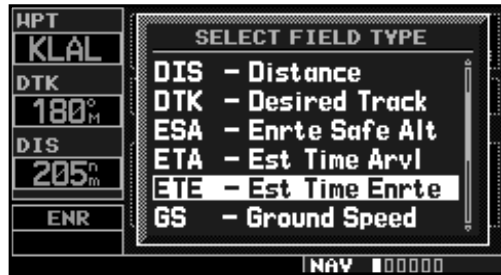 WPT
KLAL
DTK
180°M
DIS
205nm
ENR
SELECT FIELD TYPE
DIS – Distance
DTK – Desired Track
ESA – Enrte Safe Alt
ETA – Est Time Arvl
ETE – Est Time Enrte
GS – Ground Speed
NAV